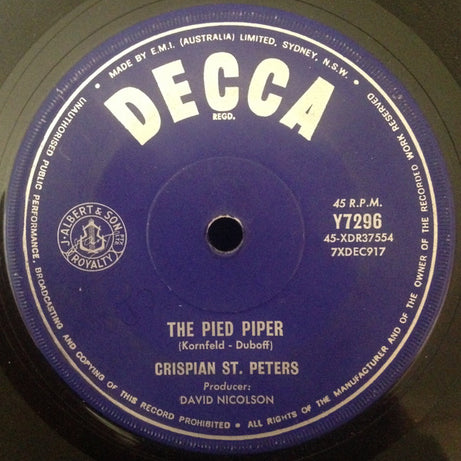 • MADE BY E.M.I. (AUSTRALIA) LIMITED, SYDNEY, N.S.W. •
DECCA
REGD.
45 R.P.M.
Y7296
45-XDR37554
7XDEC917
J. ALBERT & SON PTY. LTD.
ROYALTY
THE PIED PIPER
(Kornfeld - Duboff)
CRISPIAN ST. PETERS
Producer:
DAVID NICOLSON
UNAUTHORISED PUBLIC PERFORMANCE, BROADCASTING AND COPYING OF THIS RECORD PROHIBITED • ALL RIGHTS OF THE MANUFACTURER AND OF THE OWNER OF THE RECORDED WORK RESERVED